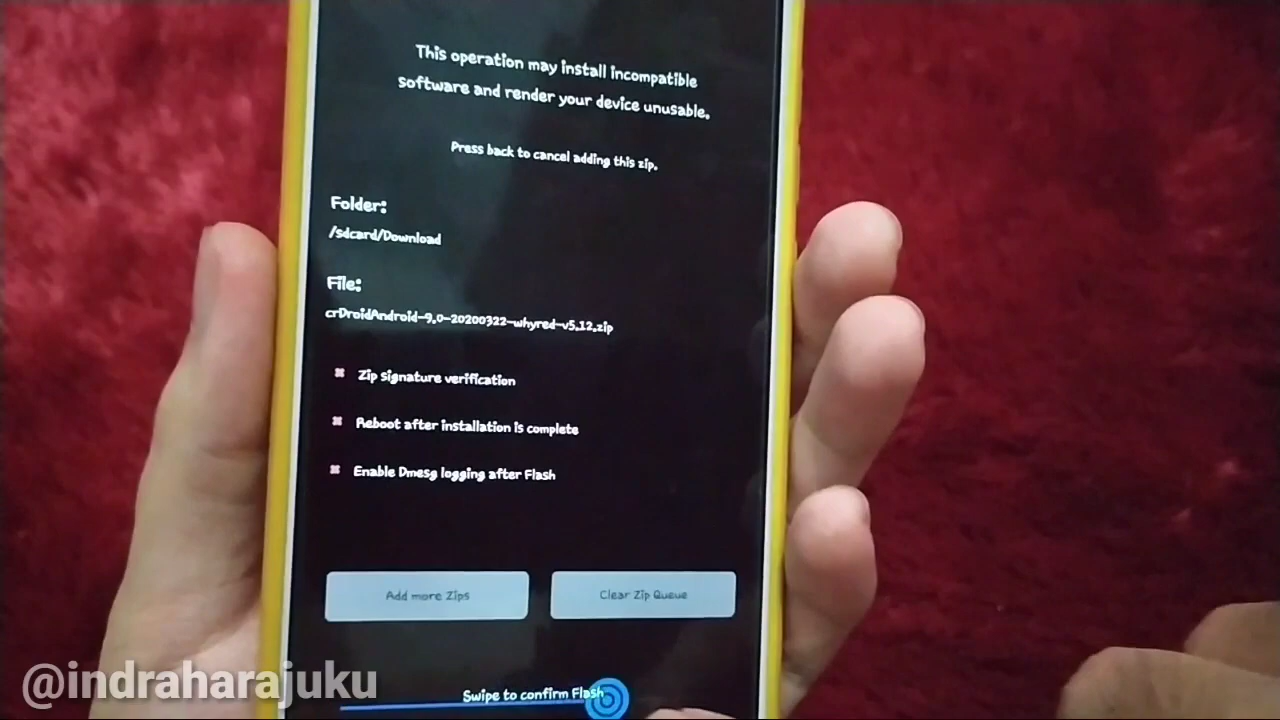 This operation may install incompatible
software and render your device unusable.
Press back to cancel adding this zip.
Folder:
/sdcard/Download
File:
crDroidAndroid-9.0-20200322-whyred-v5.12.zip
Zip signature verification
Reboot after installation is complete
Enable Dmesg logging after Flash
Add more Zips
Clear Zip Queue
Swipe to confirm Flash
@indraharajuku